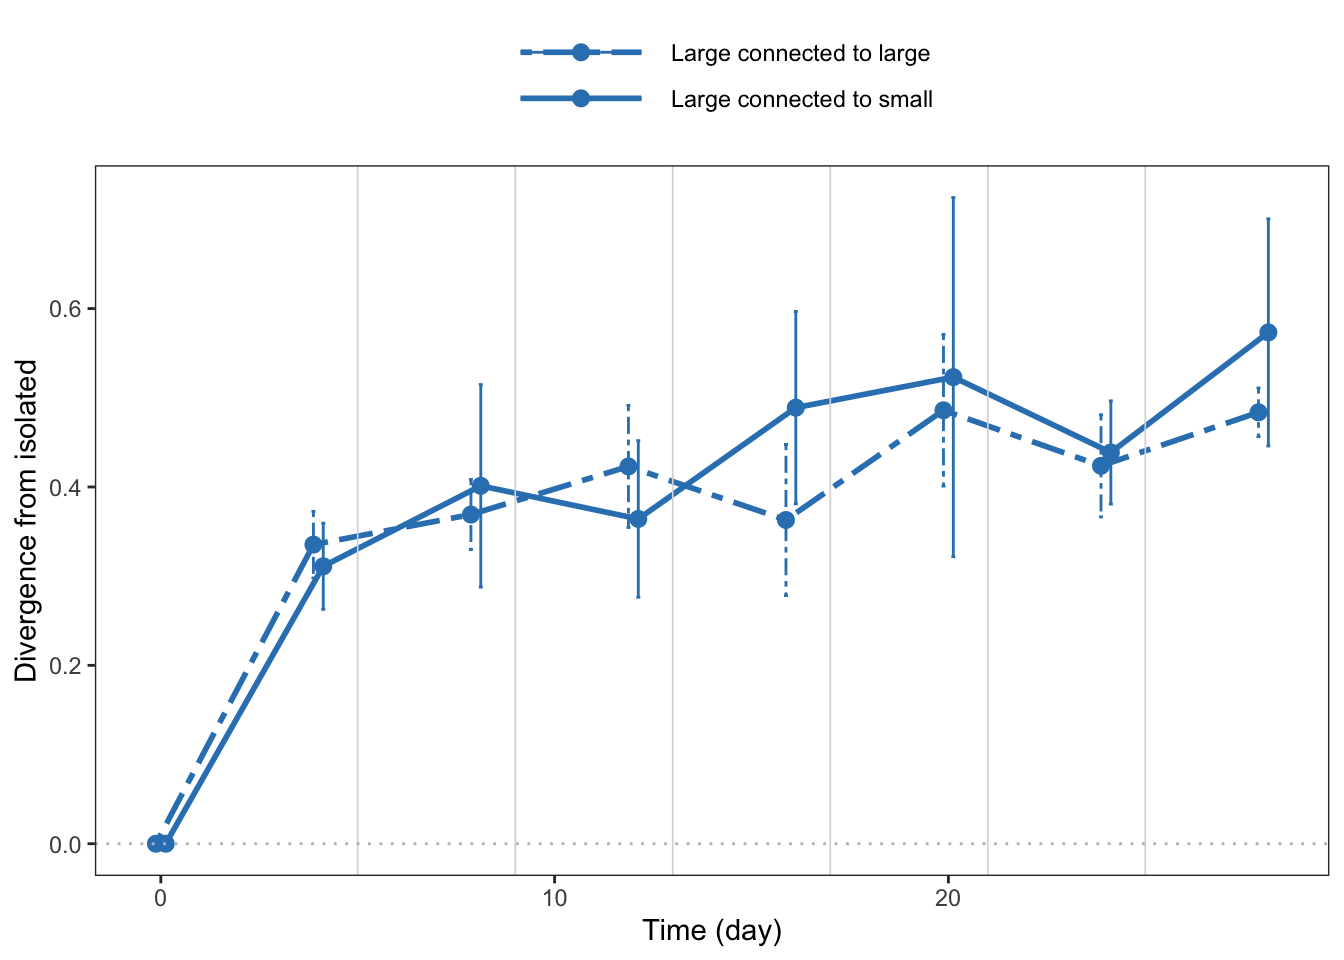 Large connected to large
Large connected to small
Divergence from isolated
0.6
0.4
0.2
0.0
0
10
20
Time (day)